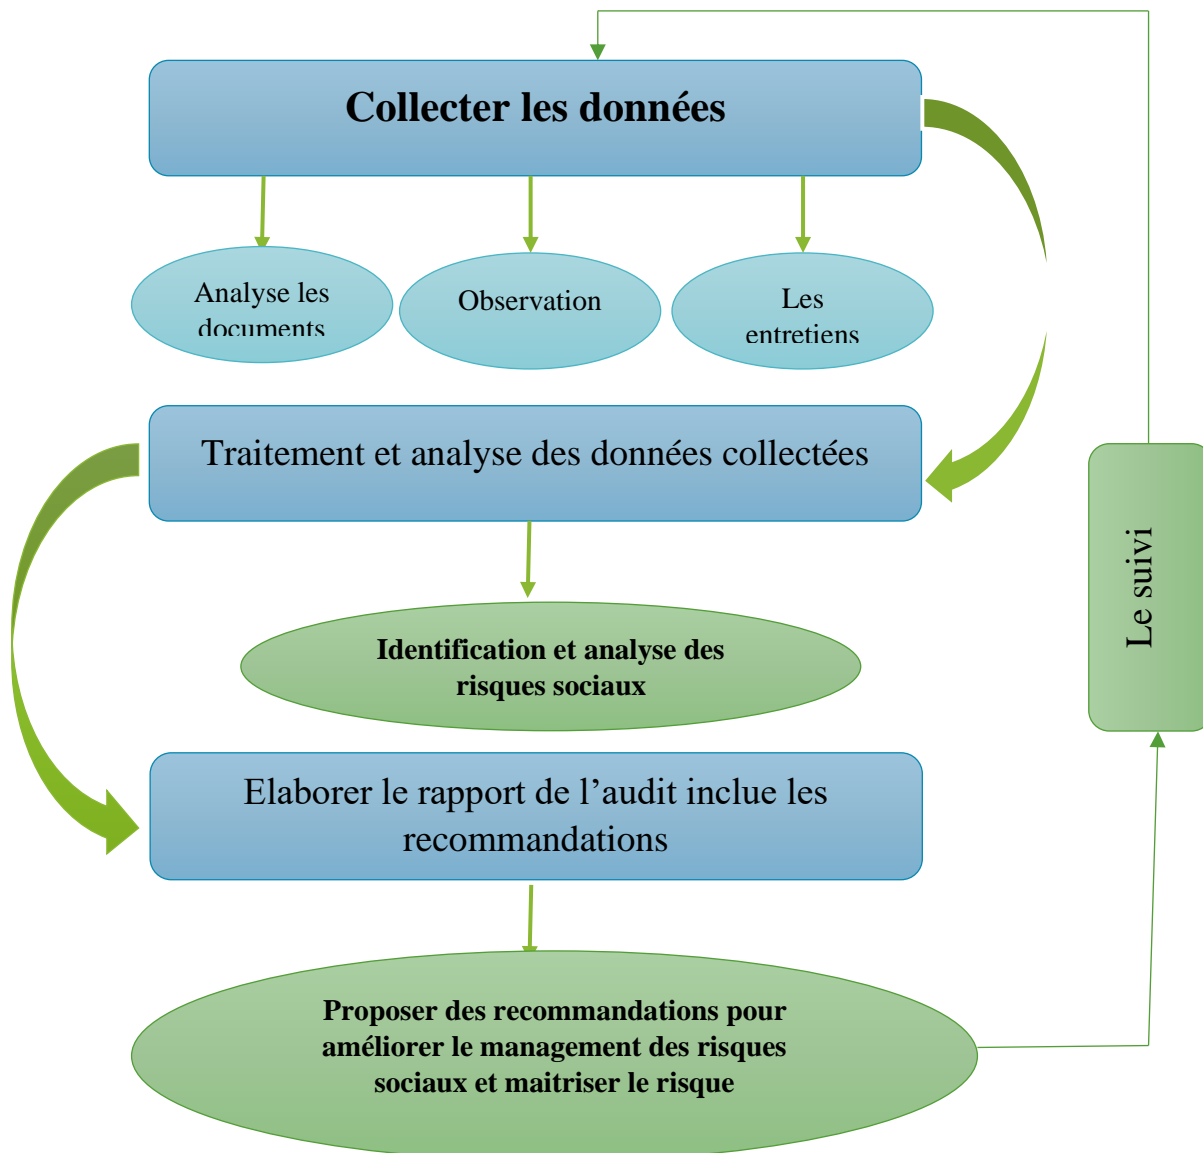 Collecter les données
Analyse les
documents
Observation
Les
entretiens
Traitement et analyse des données collectées
Le suivi
Identification et analyse des
risques sociaux
Elaborer le rapport de l’audit inclue les
recommandations
Proposer des recommandations pour
améliorer le management des risques
sociaux et maitriser le risque